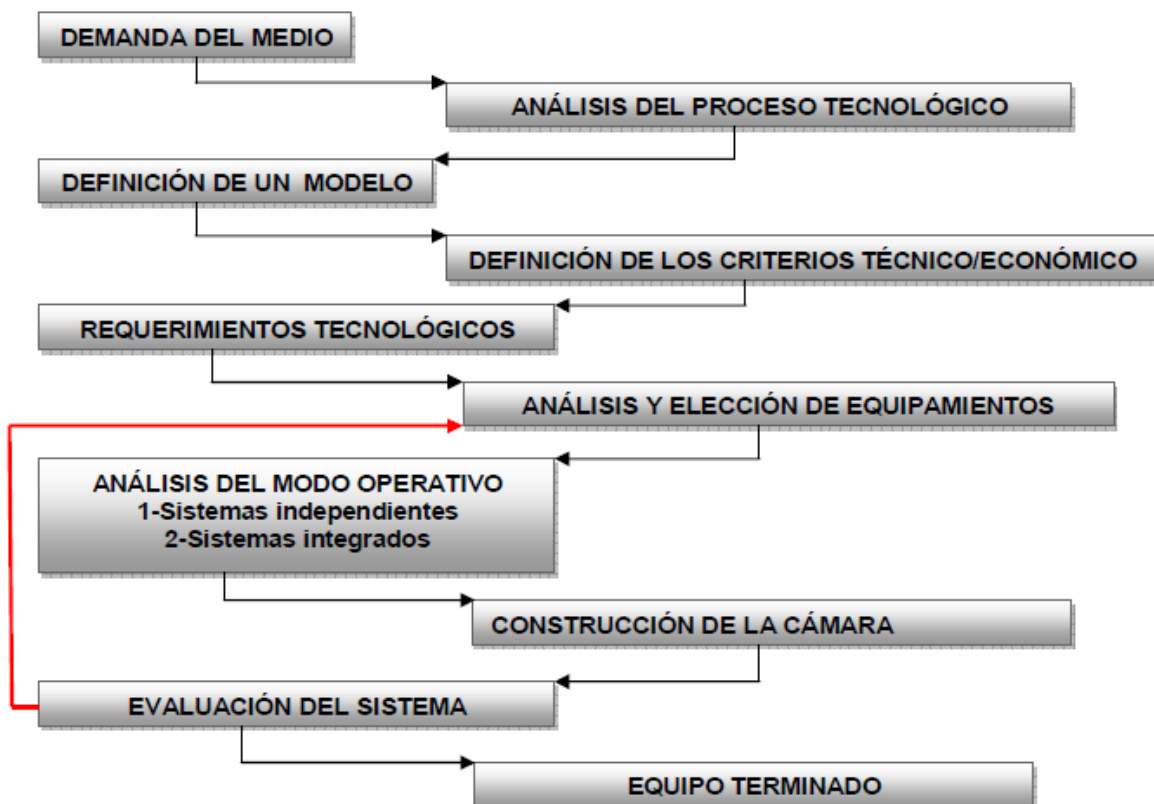 DEMANDA DEL MEDIO
ANÁLISIS DEL PROCESO TECNOLÓGICO
DEFINICIÓN DE UN MODELO
DEFINICIÓN DE LOS CRITERIOS TÉCNICO/ECONÓMICO
REQUERIMIENTOS TECNOLÓGICOS
ANÁLISIS Y ELECCIÓN DE EQUIPAMIENTOS
ANÁLISIS DEL MODO OPERATIVO
1-Sistemas independientes
2-Sistemas integrados
CONSTRUCCIÓN DE LA CÁMARA
EVALUACIÓN DEL SISTEMA
EQUIPO TERMINADO